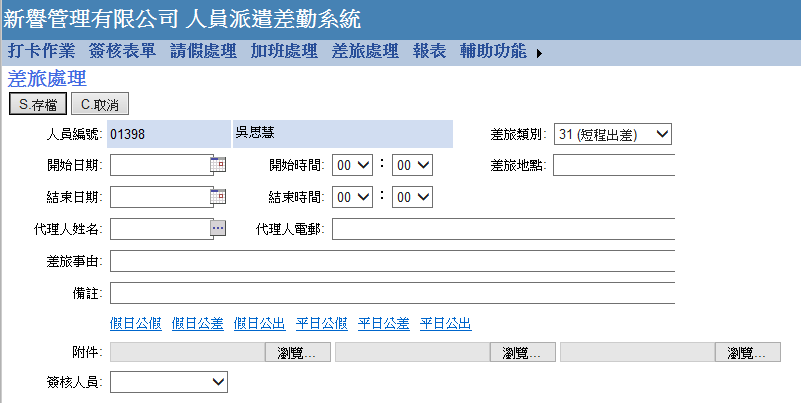 新譽管理有限公司 人員派遣差勤系統
打卡作業 簽核表單 請假處理 加班處理 差旅處理 報表 輔助功能
差旅處理
S.存檔 C.取消
人員編號: 01398 吳思慧 差旅類別: 31 (短程出差)
開始日期: 開始時間: 00 : 00 差旅地點:
結束日期: 結束時間: 00 : 00
代理人姓名: ... 代理人電郵:
差旅事由:
備註:
假日公假 假日公差 假日公出 平日公假 平日公差 平日公出
附件: 瀏覽... 瀏覽... 瀏覽...
簽核人員: